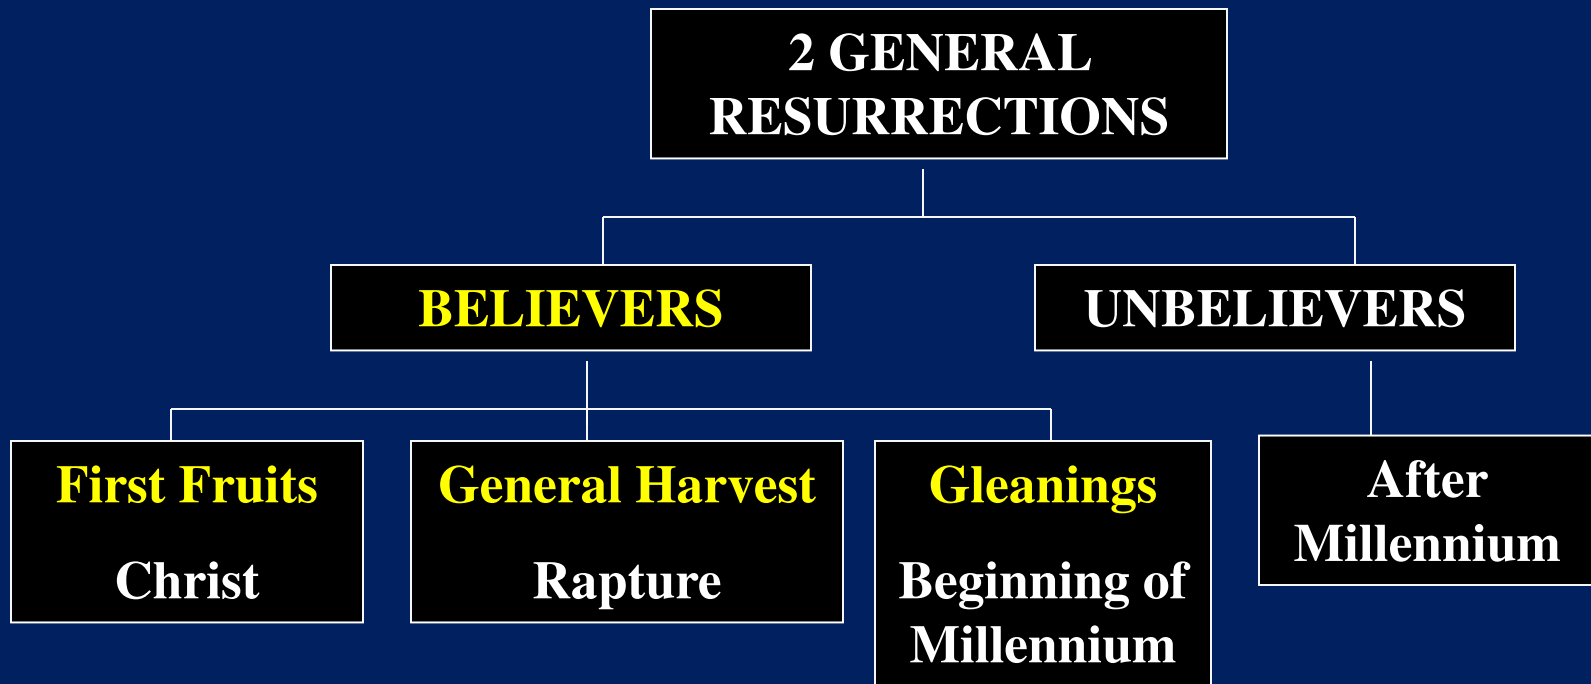 2 GENERAL
RESURRECTIONS
BELIEVERS
UNBELIEVERS
First Fruits
Christ
General Harvest
Rapture
Gleanings
Beginning of
Millennium
After
Millennium